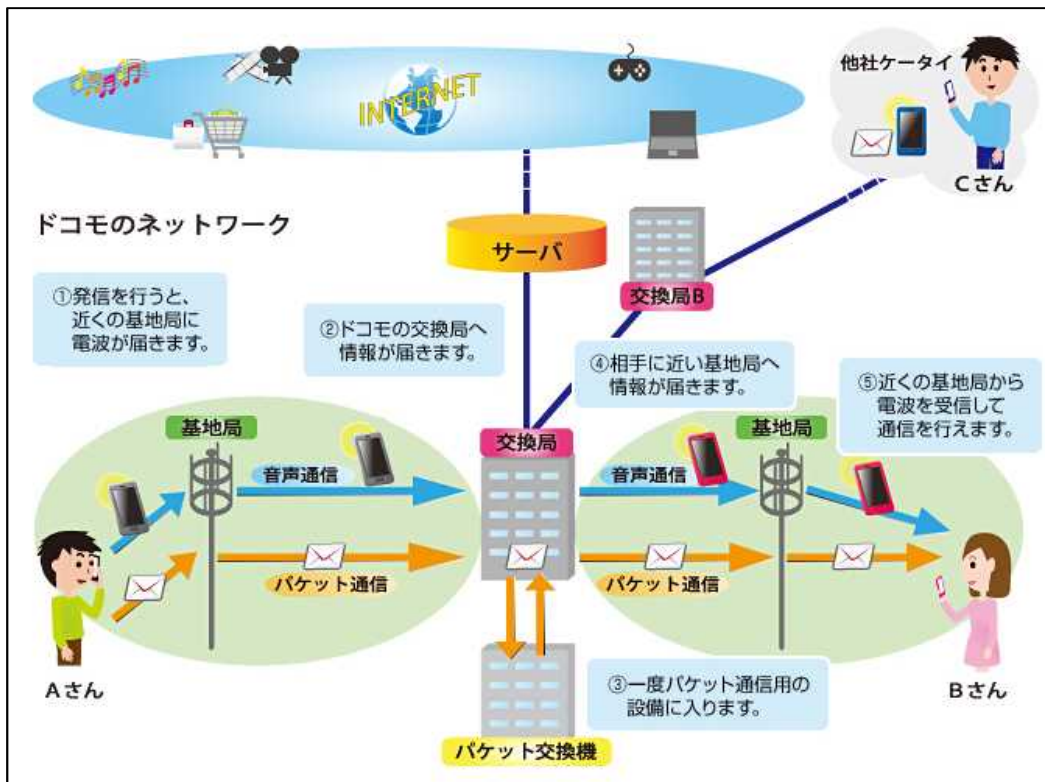 INTERNET
他社ケータイ
Cさん
ドコモのネットワーク
サーバ
交換局B
①発信を行うと、
近くの基地局に
電波が届きます。
②ドコモの交換局へ
情報が届きます。
④相手に近い基地局へ
情報が届きます。
⑤近くの基地局から
電波を受信して
通信を行えます。
基地局
交換局
基地局
音声通信
音声通信
パケット通信
パケット通信
Aさん
Bさん
③一度パケット通信用の
設備に入ります。
パケット交換機